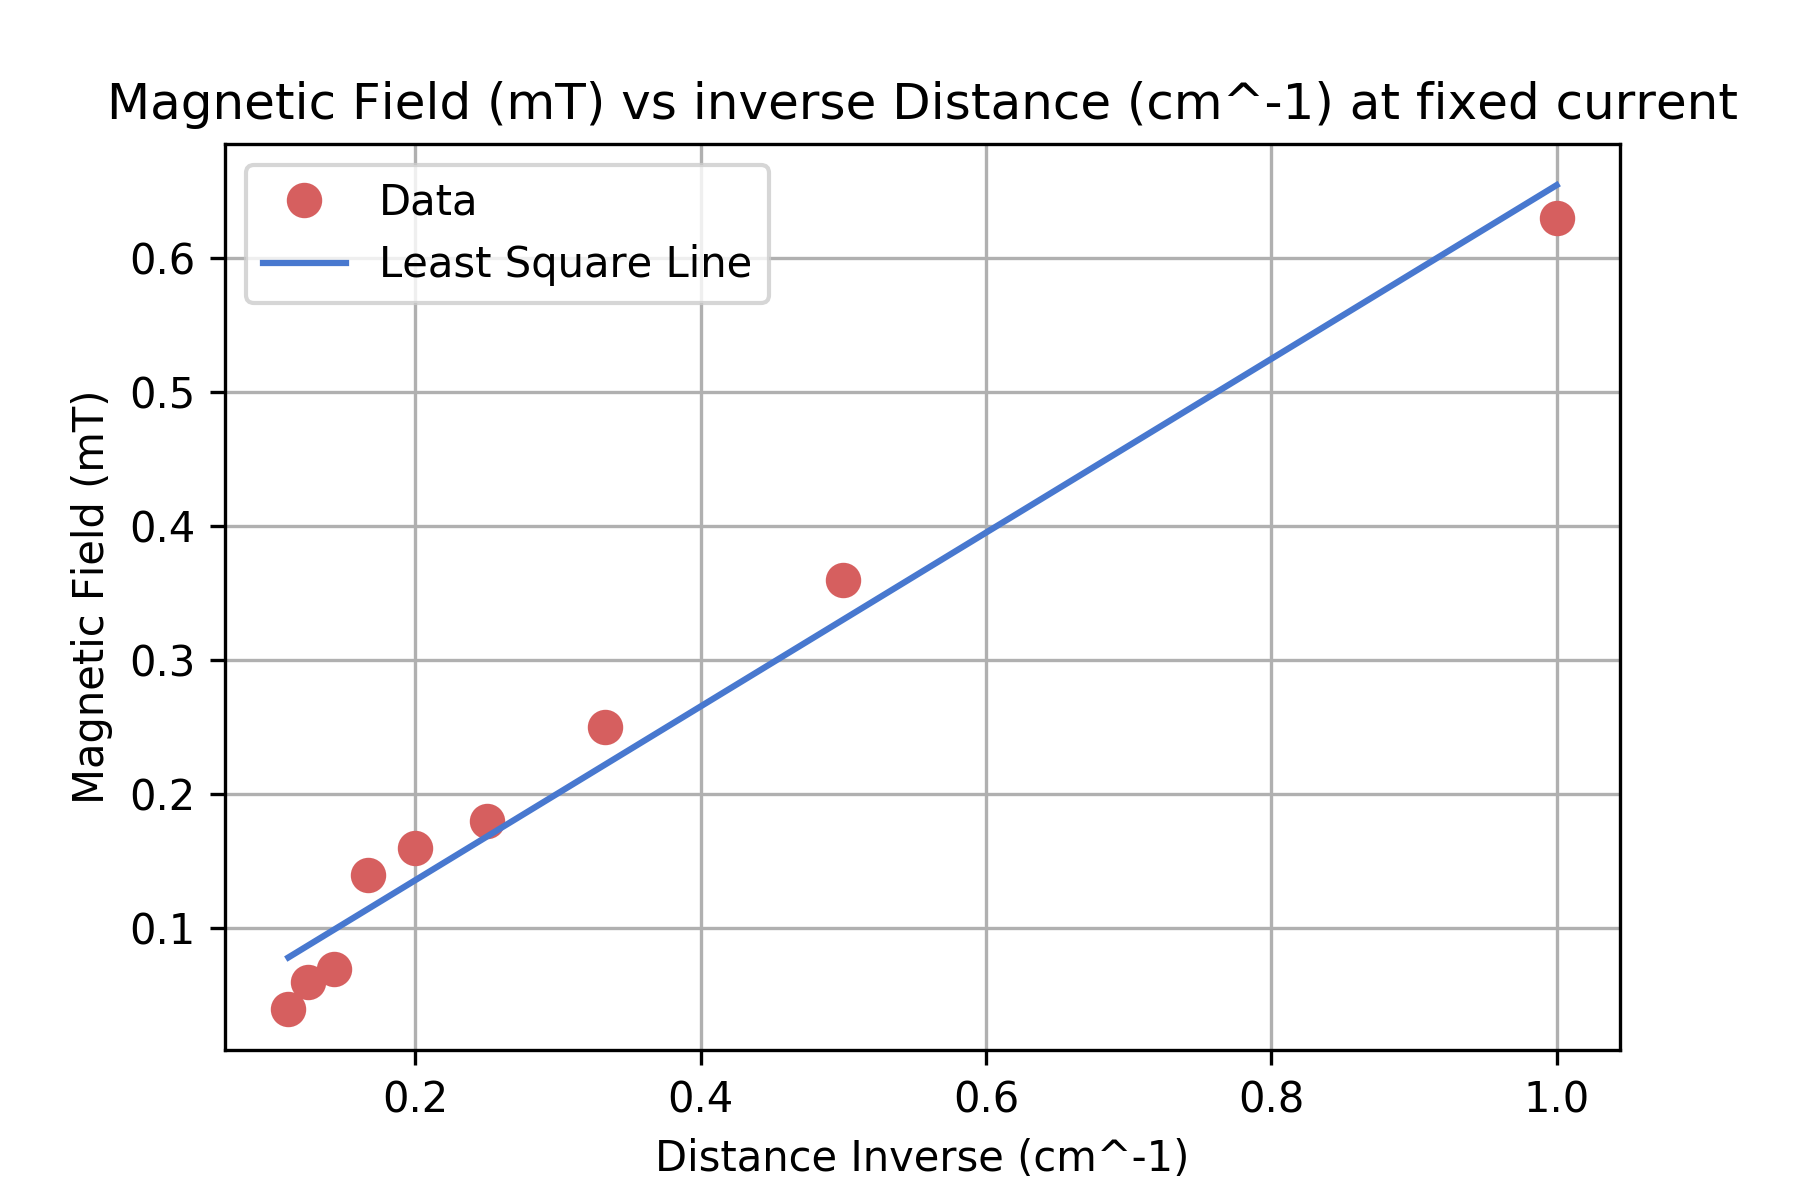 Magnetic Field (mT) vs inverse Distance (cm^-1) at fixed current
Data
Least Square Line
0.6
0.5
0.4
0.3
0.2
0.1
Magnetic Field (mT)
0.2 0.4 0.6 0.8 1.0
Distance Inverse (cm^-1)